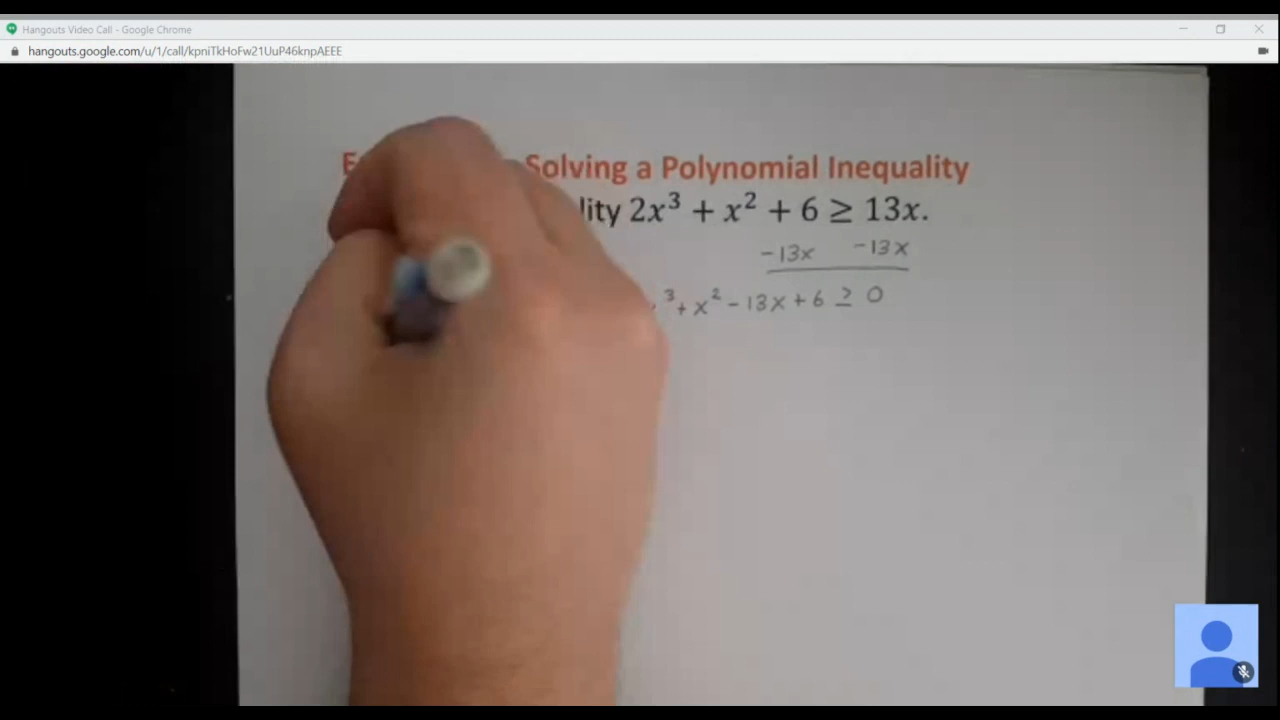 Hangouts Video Call - Google Chrome
hangouts.google.com/u/1/call/kpniTkHoFw21UuP46knpAEEE
Solving a Polynomial Inequality
lity 2x³ + x² + 6 ≥ 13x.
-13x -13x
³ + x² - 13x + 6 ≥ 0